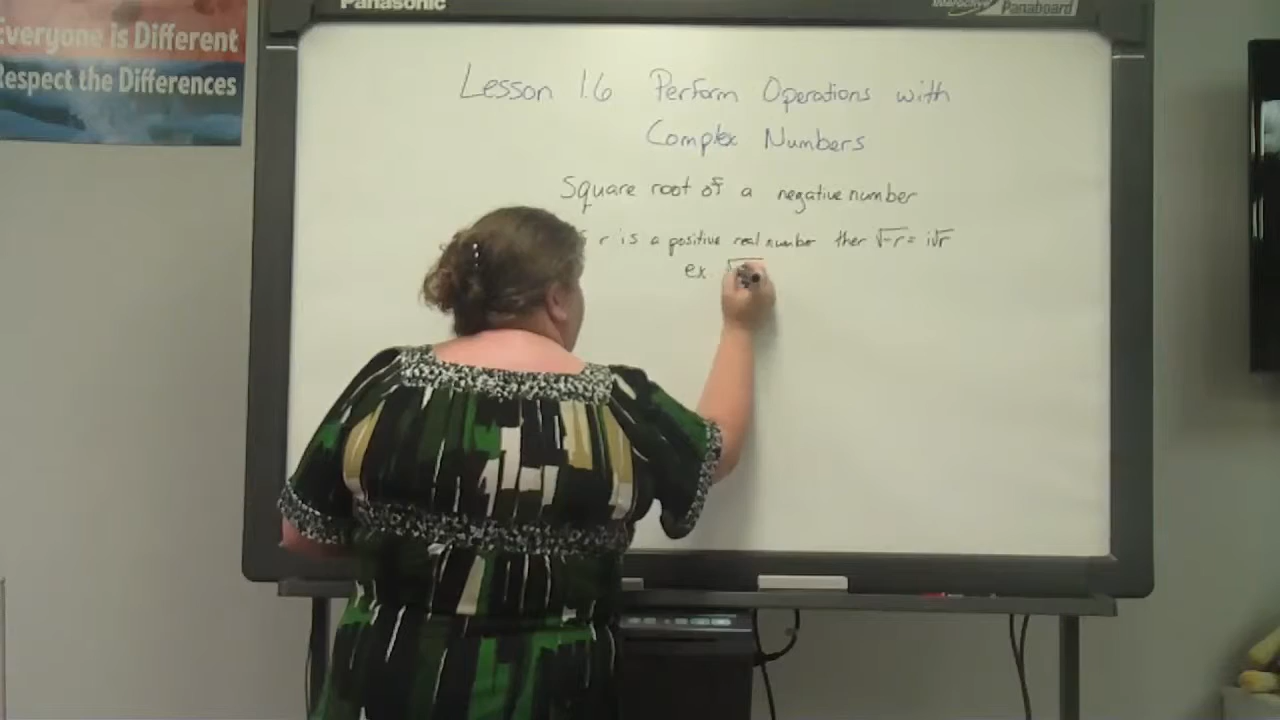 Panasonic
Panaboard
Everyone is Different
Respect the Differences
Lesson 1.6 Perform Operations with
Complex Numbers
Square root of a negative number
r is a positive real number then √-r = i√r
ex √